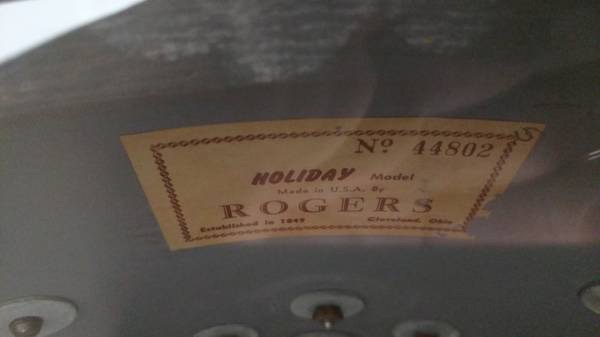 Nº 44802
HOLIDAY Model
Made in U.S.A. By
ROGERS
Established in 1849 Cleveland, Ohio